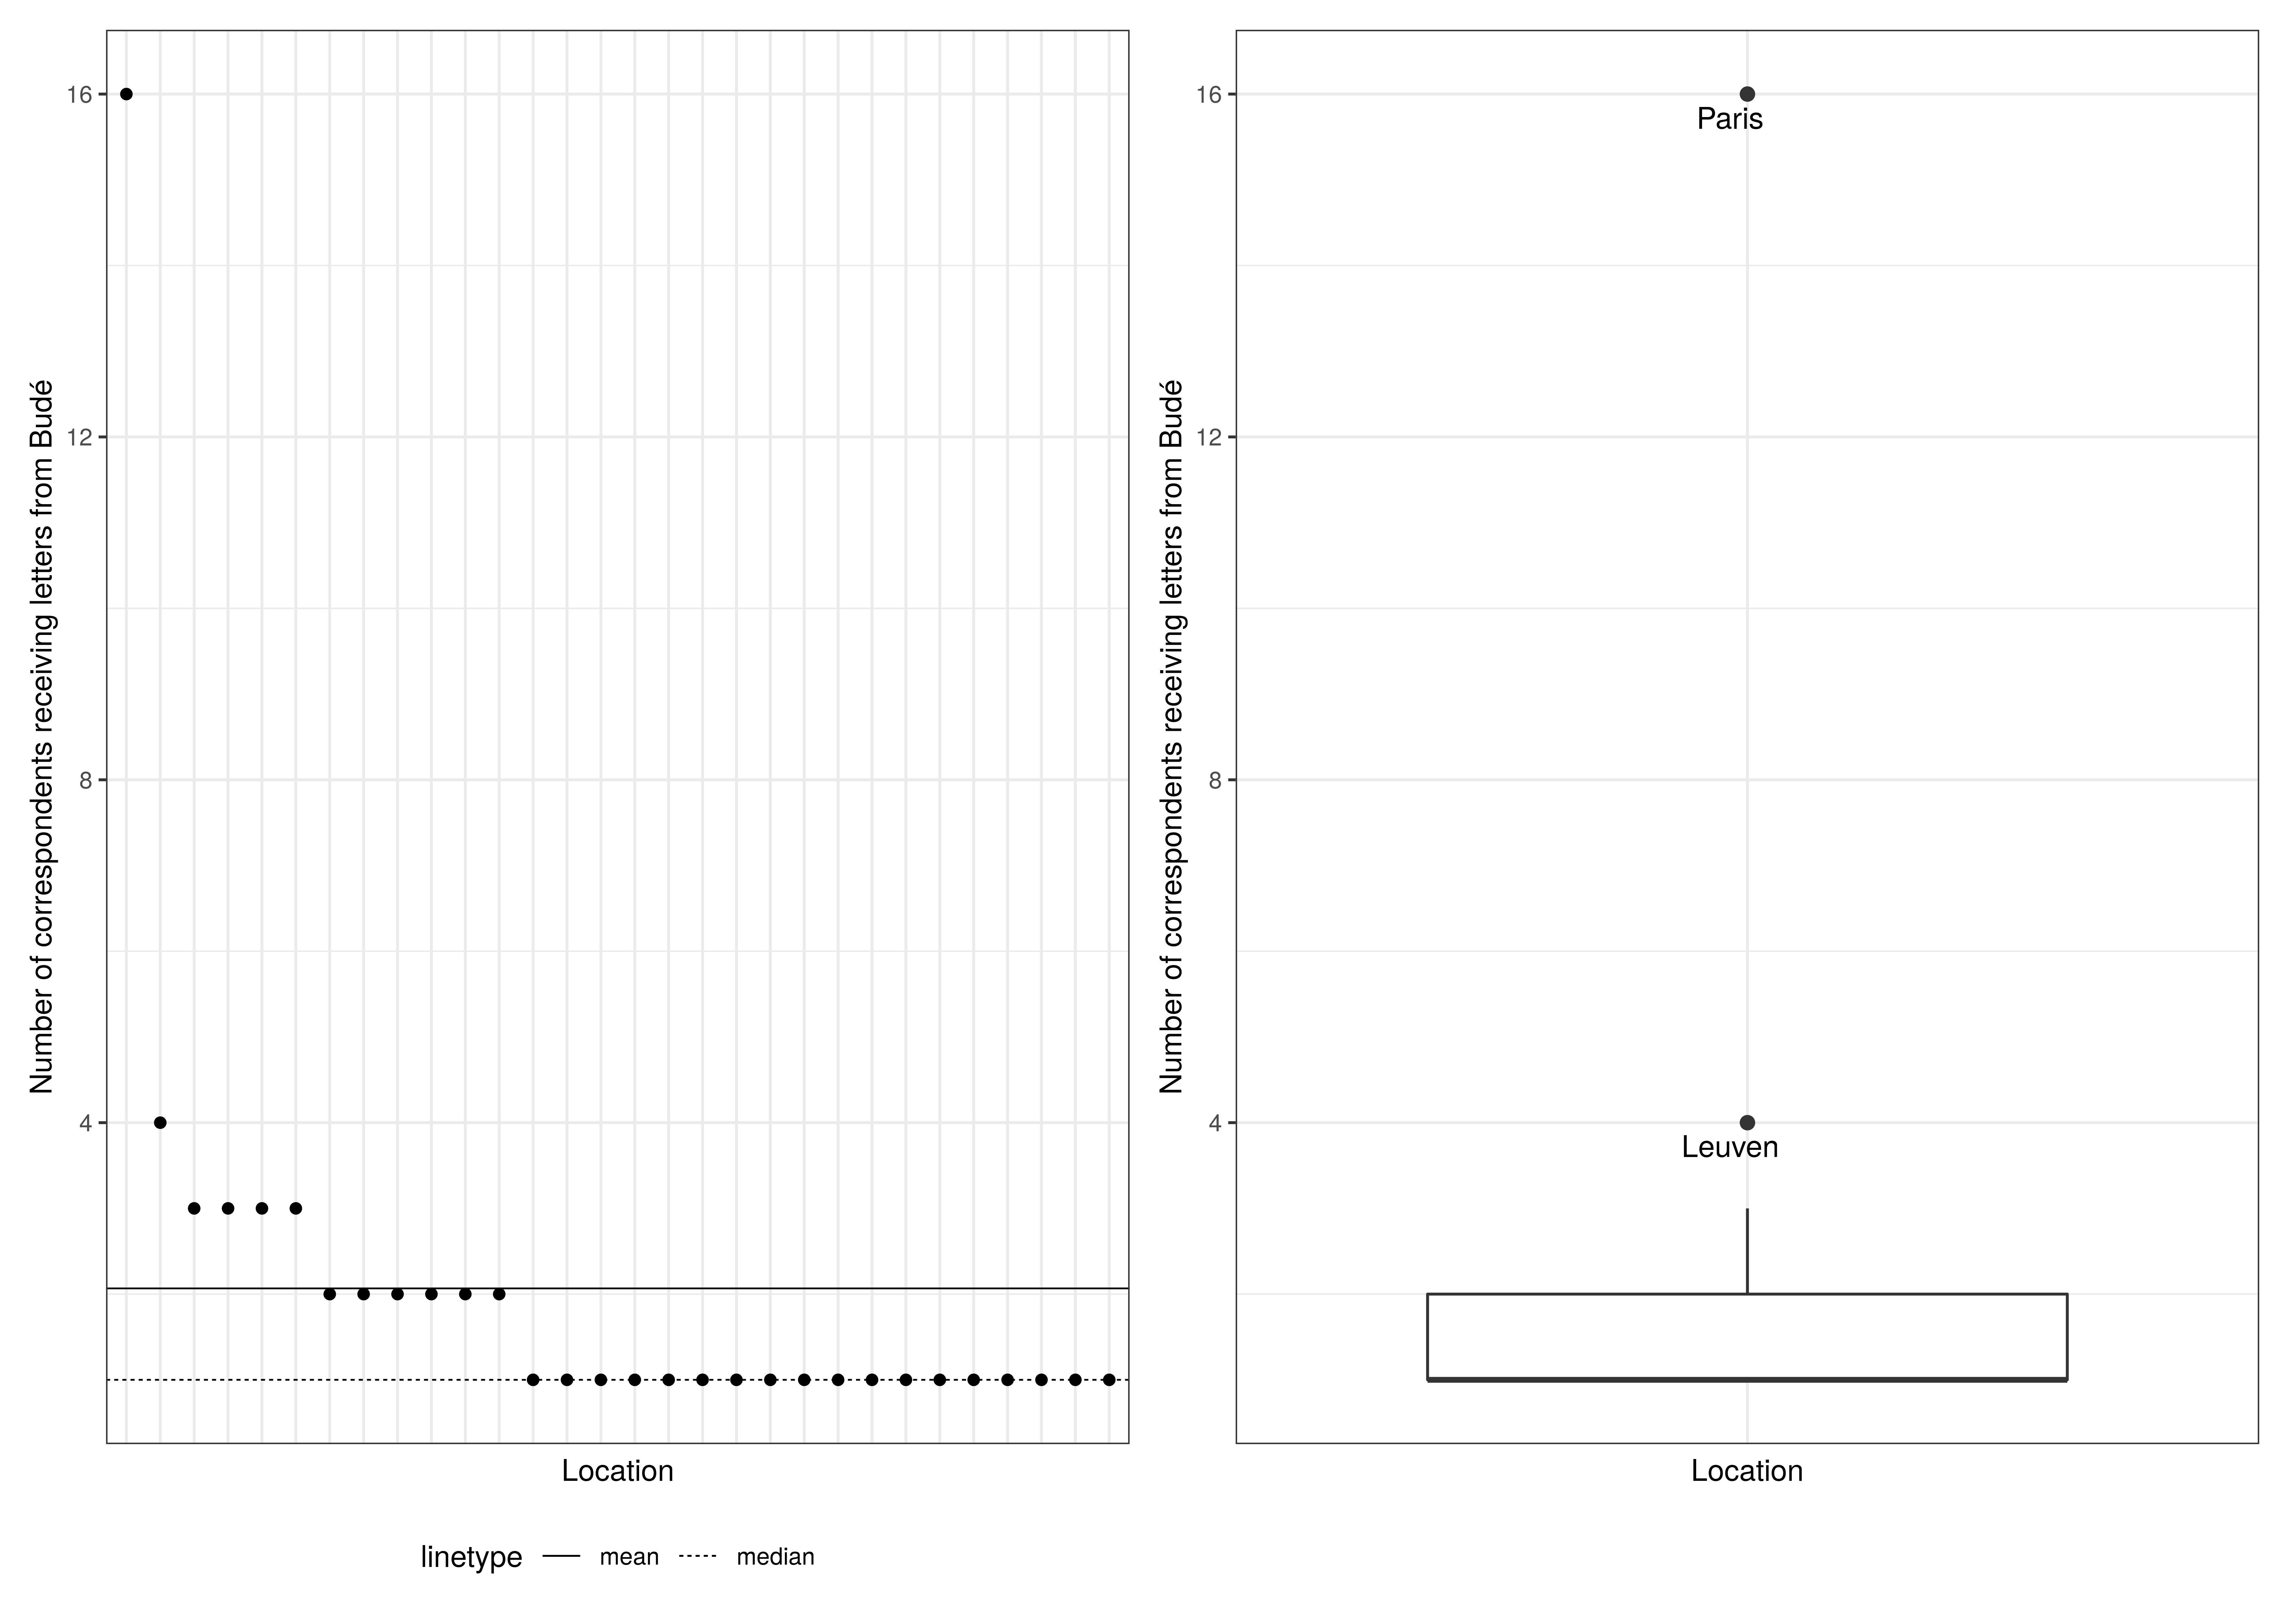 Number of correspondents receiving letters from Budé
16
12
8
4
Location
linetype mean median
Number of correspondents receiving letters from Budé
16
12
8
4
Paris
Leuven
Location